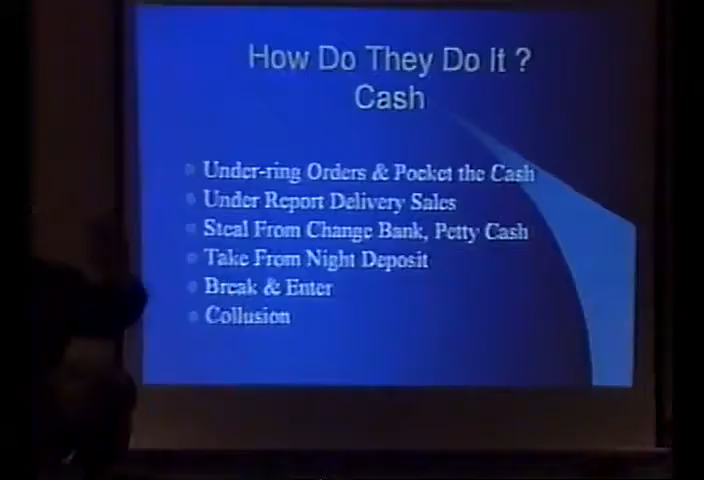 How Do They Do It ?
Cash
Under-ring Orders & Pocket the Cash
Under Report Delivery Sales
Steal From Change Bank, Petty Cash
Take From Night Deposit
Break & Enter
Collusion